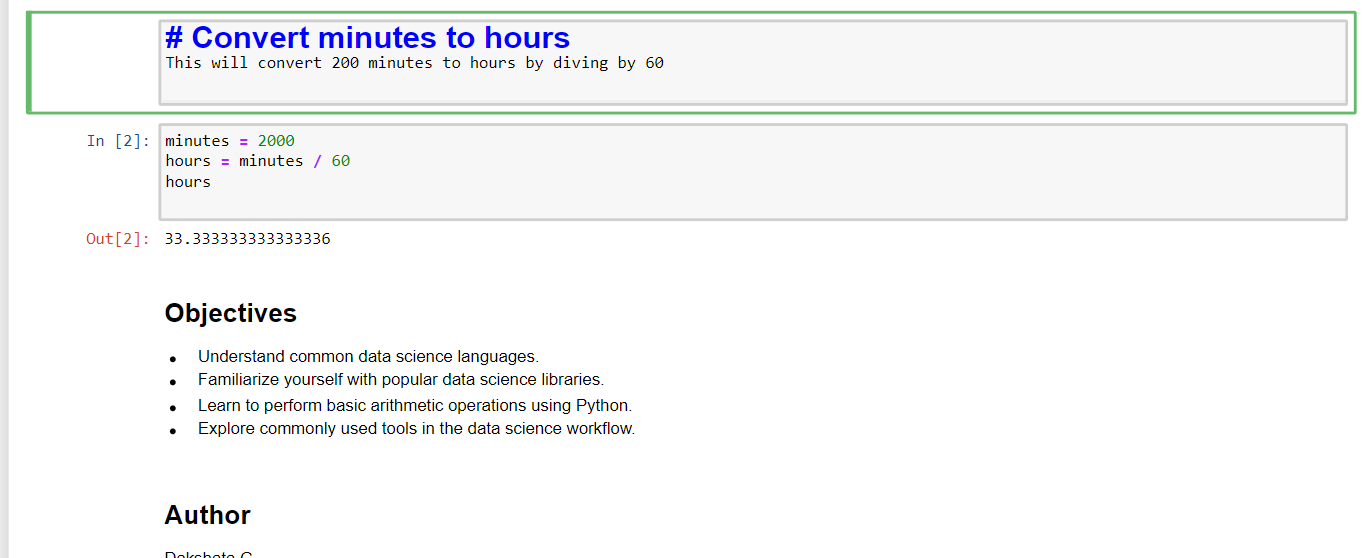 # Convert minutes to hours
This will convert 200 minutes to hours by diving by 60
In [2]: minutes = 2000
hours = minutes / 60
hours
Out[2]: 33.333333333333336
Objectives
• Understand common data science languages.
• Familiarize yourself with popular data science libraries.
• Learn to perform basic arithmetic operations using Python.
• Explore commonly used tools in the data science workflow.
Author